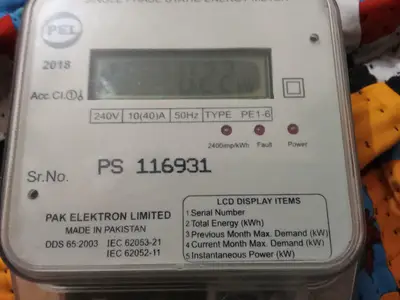 SINGLE PHASE STATIC ENERGY METER
PEL
2018
Acc.Cl.①
240V 10(40)A 50Hz TYPE PE1-6
2400imp/kWh Fault Power
Sr.No. PS 116931
PAK ELEKTRON LIMITED
MADE IN PAKISTAN
DDS 65:2003 IEC 62053-21
IEC 62052-11
LCD DISPLAY ITEMS
1 Serial Number
2 Total Energy (kWh)
3 Previous Month Max. Demand (kW)
4 Current Month Max. Demand (kW)
5 Instantaneous Power (kW)